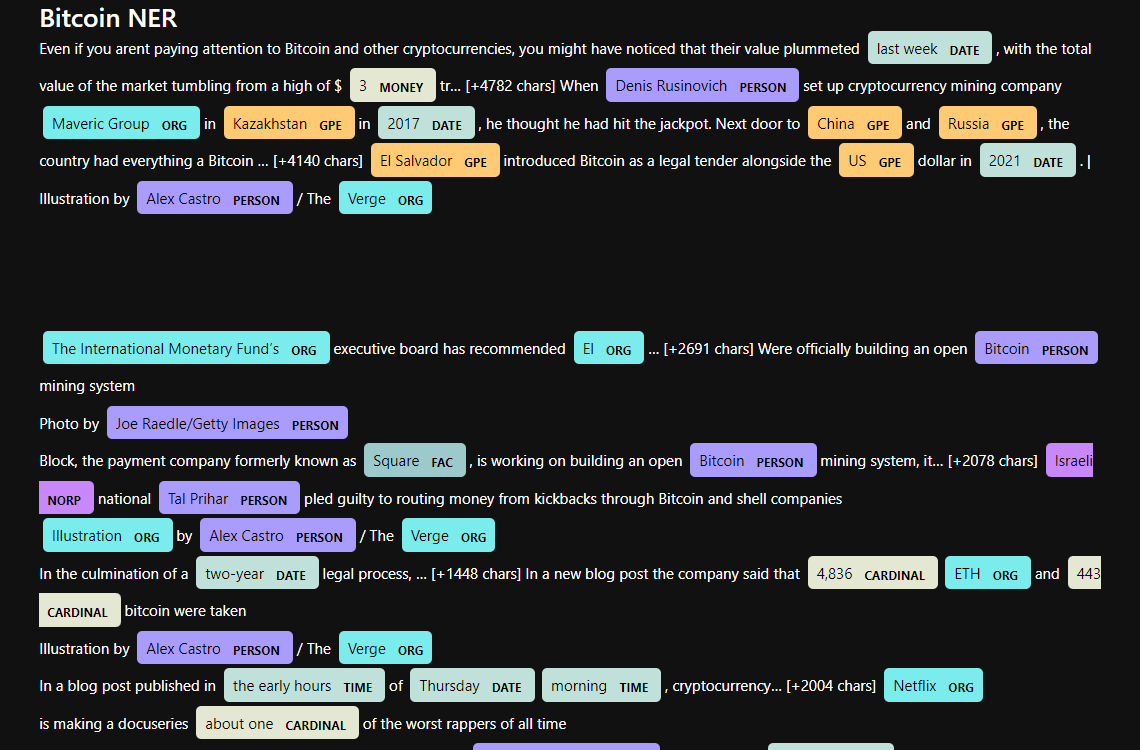 Bitcoin NER
Even if you arent paying attention to Bitcoin and other cryptocurrencies, you might have noticed that their value plummeted last week DATE , with the total
value of the market tumbling from a high of $ 3 MONEY tr... [+4782 chars] When Denis Rusinovich PERSON set up cryptocurrency mining company
Maveric Group ORG in Kazakhstan GPE in 2017 DATE , he thought he had hit the jackpot. Next door to China GPE and Russia GPE , the
country had everything a Bitcoin ... [+4140 chars] El Salvador GPE introduced Bitcoin as a legal tender alongside the US GPE dollar in 2021 DATE . |
Illustration by Alex Castro PERSON / The Verge ORG
The International Monetary Fund’s ORG executive board has recommended El ORG ... [+2691 chars] Were officially building an open Bitcoin PERSON
mining system
Photo by Joe Raedle/Getty Images PERSON
Block, the payment company formerly known as Square FAC , is working on building an open Bitcoin PERSON mining system, it... [+2078 chars] Israeli
NORP national Tal Prihar PERSON pled guilty to routing money from kickbacks through Bitcoin and shell companies
Illustration ORG by Alex Castro PERSON / The Verge ORG
In the culmination of a two-year DATE legal process, ... [+1448 chars] In a new blog post the company said that 4,836 CARDINAL ETH ORG and 443
CARDINAL bitcoin were taken
Illustration by Alex Castro PERSON / The Verge ORG
In a blog post published in the early hours TIME of Thursday DATE morning TIME , cryptocurrency... [+2004 chars] Netflix ORG
is making a docuseries about one CARDINAL of the worst rappers of all time